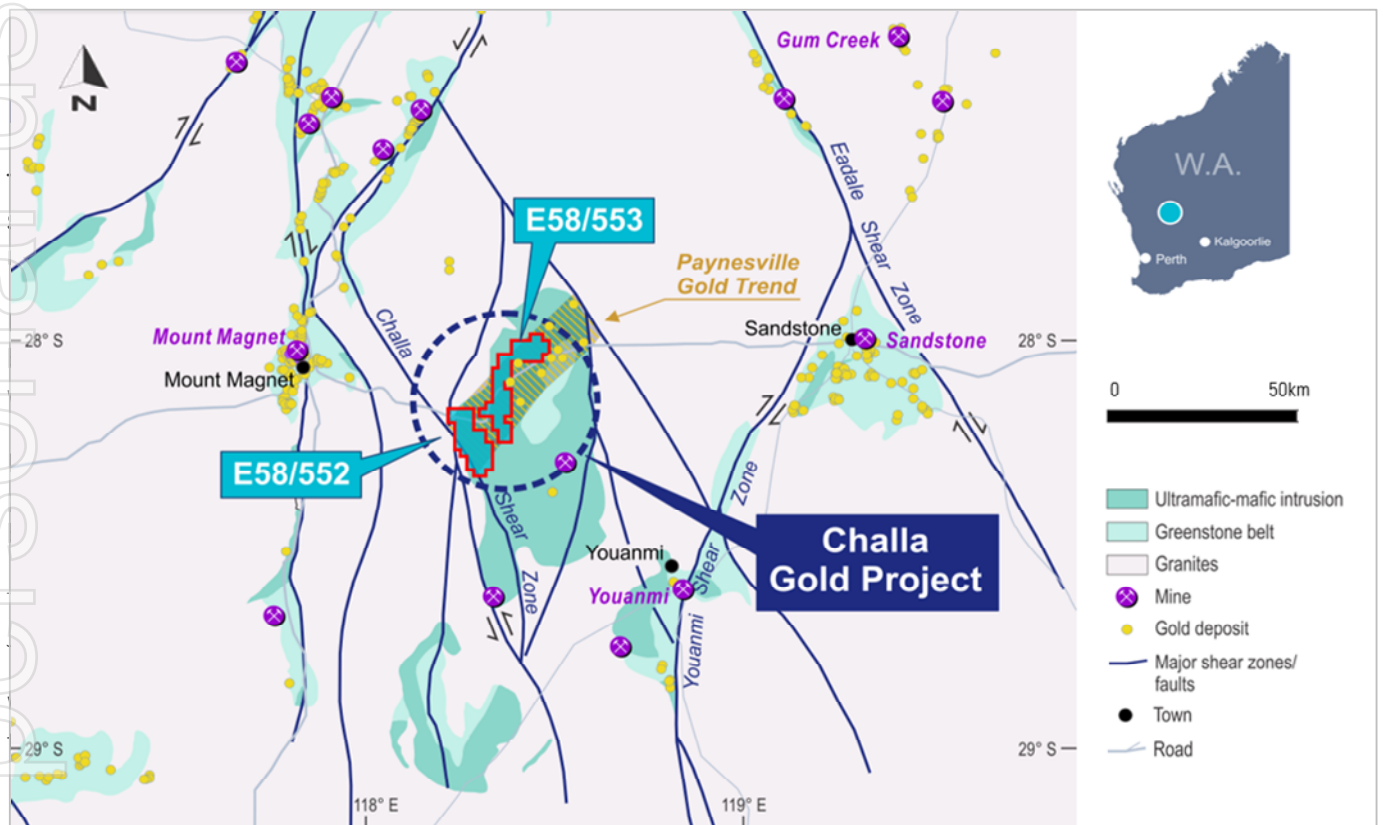 N
Gum Creek
Eadale Shear Zone
E58/553
Paynesville
Gold Trend
Challa
Shear
Zone
28° S
28° S
Mount Magnet
Mount Magnet
Sandstone
Sandstone
E58/552
Challa
Gold Project
Youanmi
Youanmi
Youanmi
Shear
Zone
29° S
29° S
118° E
119° E
W.A.
Kalgoorlie
Perth
0
50km
Ultramafic-mafic intrusion
Greenstone belt
Granites
Mine
Gold deposit
Major shear zones/
faults
Town
Road